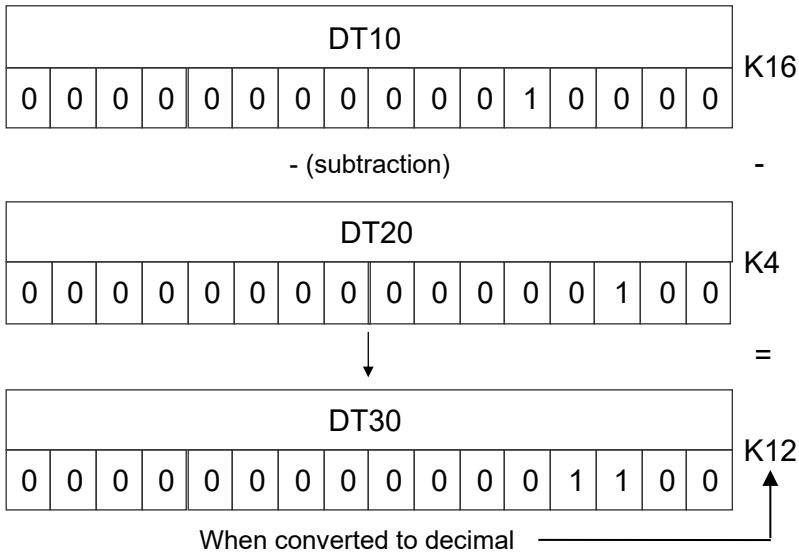 DT10
K16
0 0 0 0 0 0 0 0 0 0 0 1 0 0 0 0
- (subtraction) -
DT20
K4
0 0 0 0 0 0 0 0 0 0 0 0 0 1 0 0
=
DT30
K12
0 0 0 0 0 0 0 0 0 0 0 0 1 1 0 0
When converted to decimal